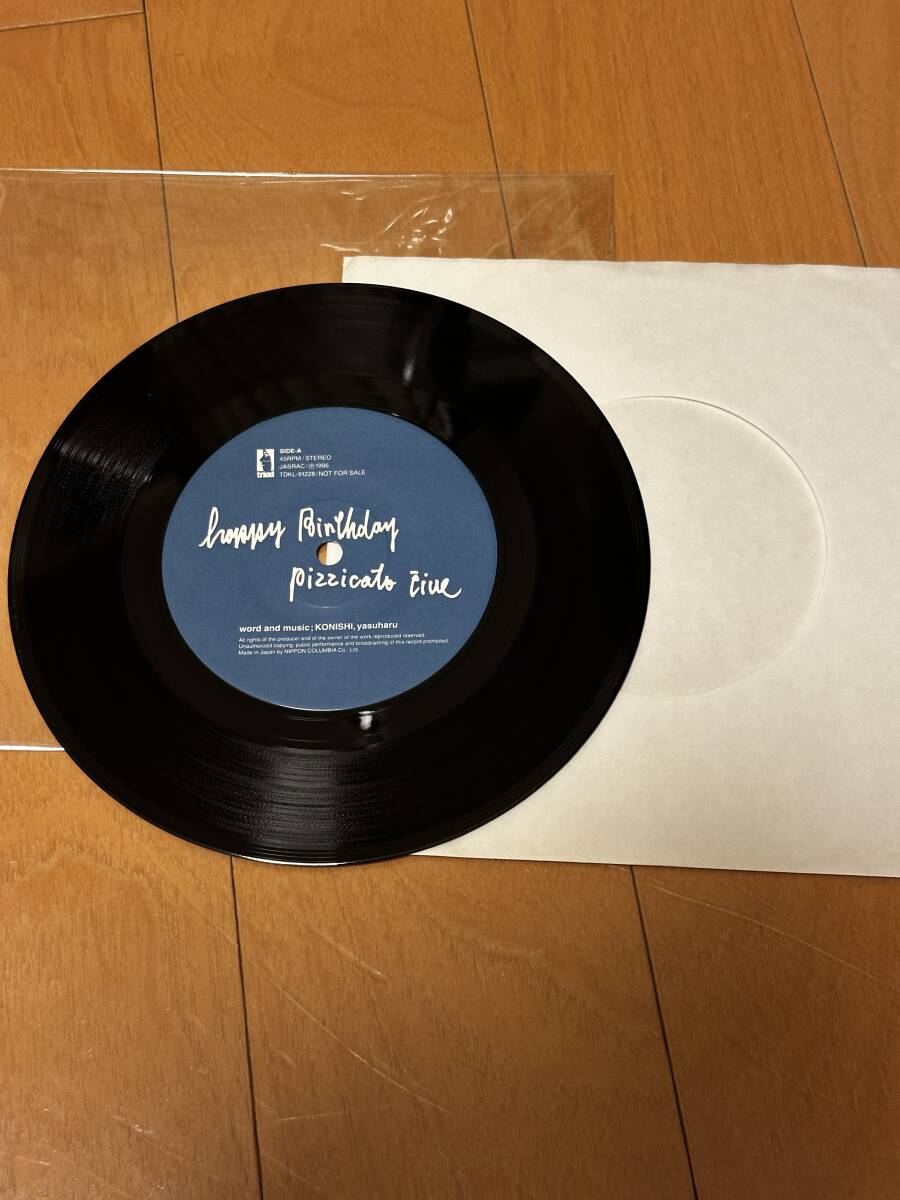 SIDE-A
45RPM/STEREO
JASRAC/Ⓟ1996
TDKL-91228/NOT FOR SALE
triad
happy Birthday
pizzicato five
word and music; KONISHI, yasuharu
All rights of the producer and of the owner of the work reproduced reserved
Unauthorized copying, public performance and broadcasting of this record prohibited.
Made in Japan by NIPPON COLUMBIA Co., Ltd.